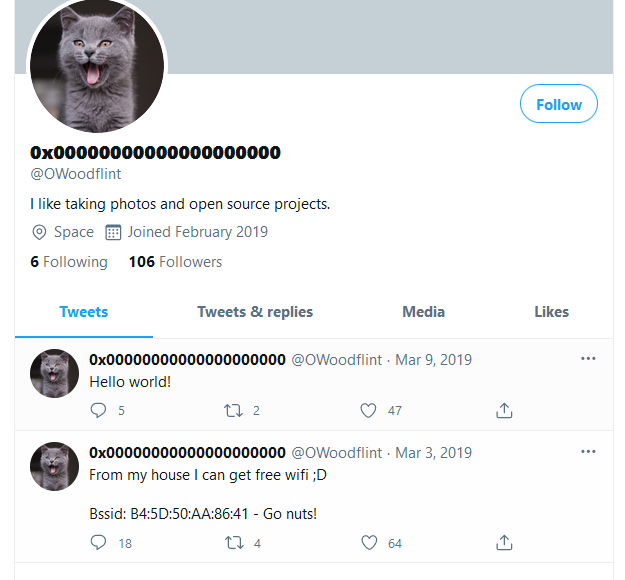 Follow
0x00000000000000000000
@OWoodflint
I like taking photos and open source projects.
Space Joined February 2019
6 Following 106 Followers
Tweets Tweets & replies Media Likes
0x00000000000000000000 @OWoodflint · Mar 9, 2019
Hello world!
5 2 47
0x00000000000000000000 @OWoodflint · Mar 3, 2019
From my house I can get free wifi ;D
Bssid: B4:5D:50:AA:86:41 - Go nuts!
18 4 64